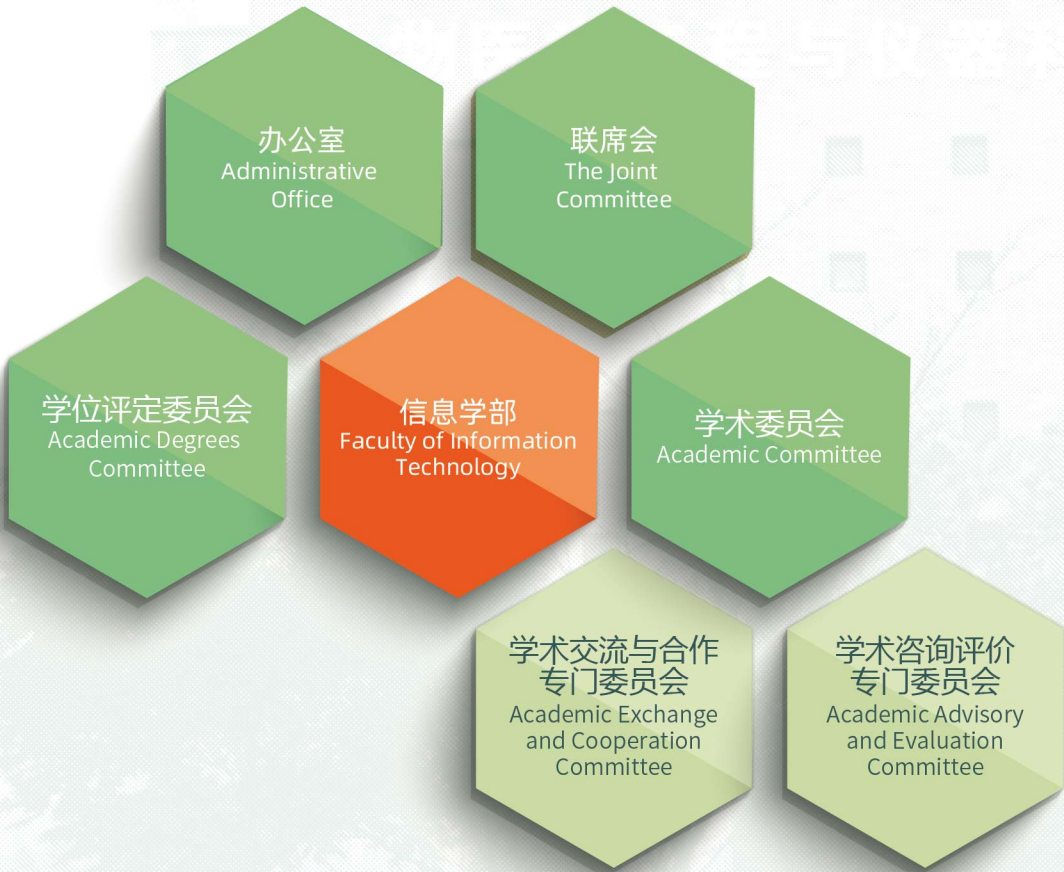 办公室
Administrative
Office
联席会
The Joint
Committee
学位评定委员会
Academic Degrees
Committee
信息学部
Faculty of Information
Technology
学术委员会
Academic Committee
学术交流与合作
专门委员会
Academic Exchange
and Cooperation
Committee
学术咨询评价
专门委员会
Academic Advisory
and Evaluation
Committee